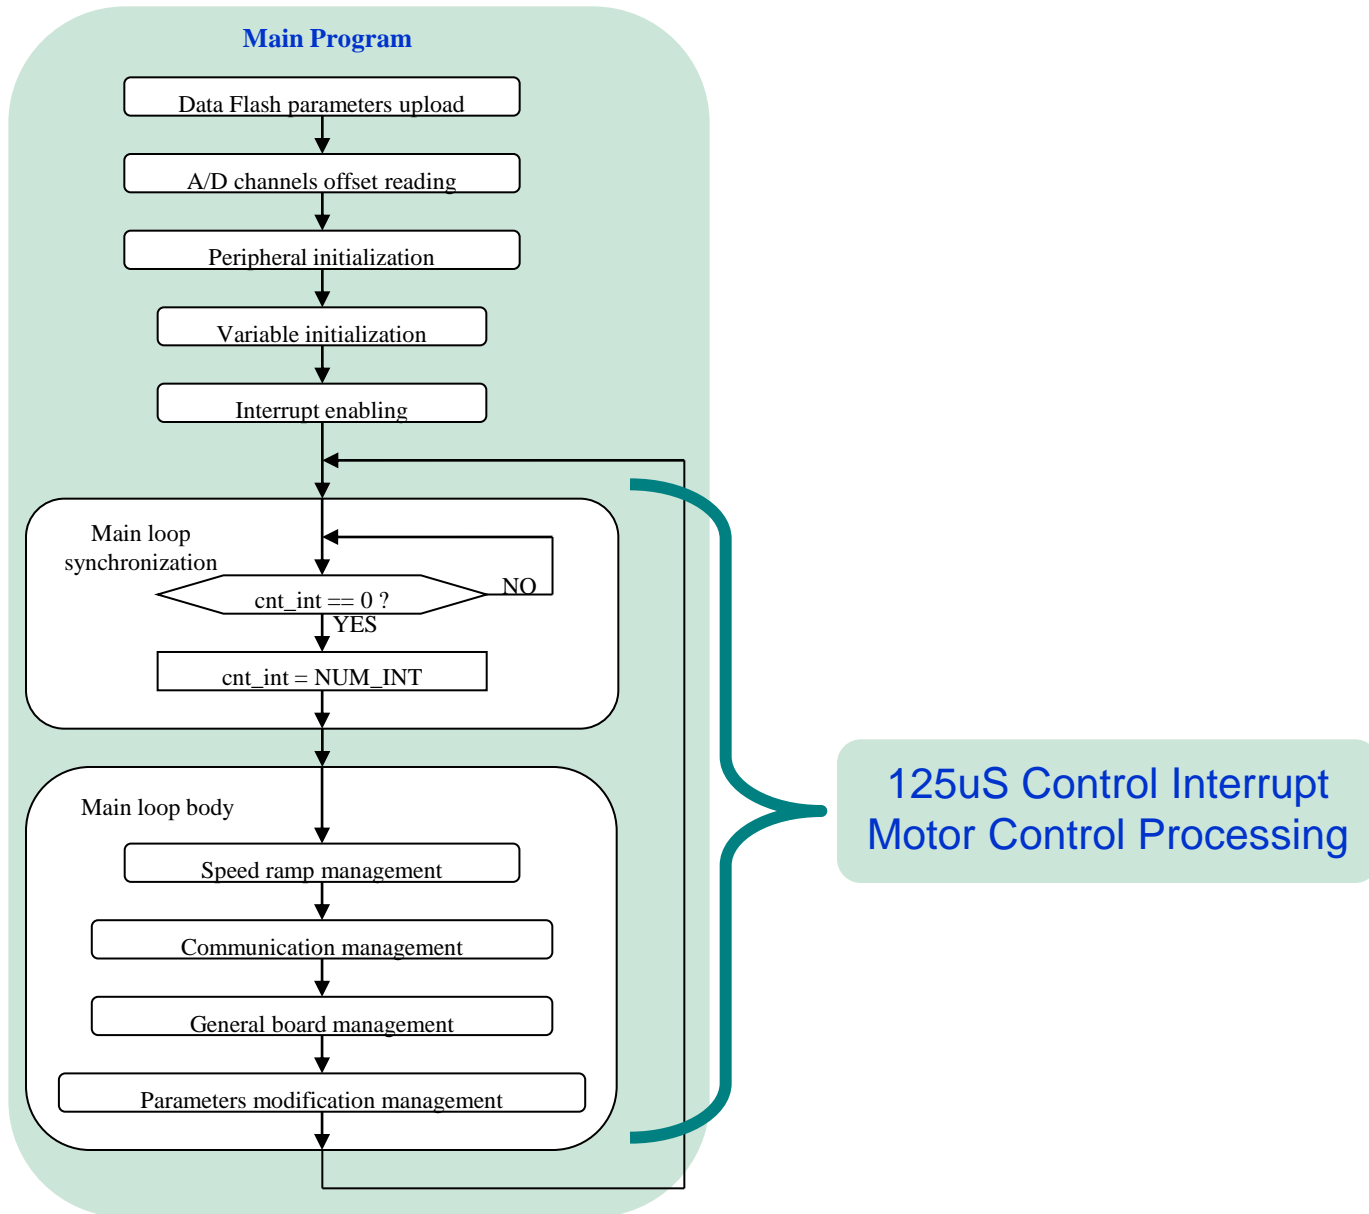 Main Program
Data Flash parameters upload
A/D channels offset reading
Peripheral initialization
Variable initialization
Interrupt enabling
Main loop
synchronization
cnt_int == 0 ?
NO
YES
cnt_int = NUM_INT
Main loop body
Speed ramp management
Communication management
General board management
Parameters modification management
125uS Control Interrupt
Motor Control Processing